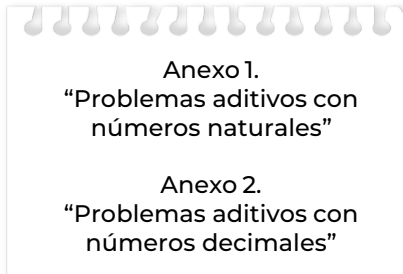 Anexo 1.
“Problemas aditivos con
números naturales”
Anexo 2.
“Problemas aditivos con
números decimales”